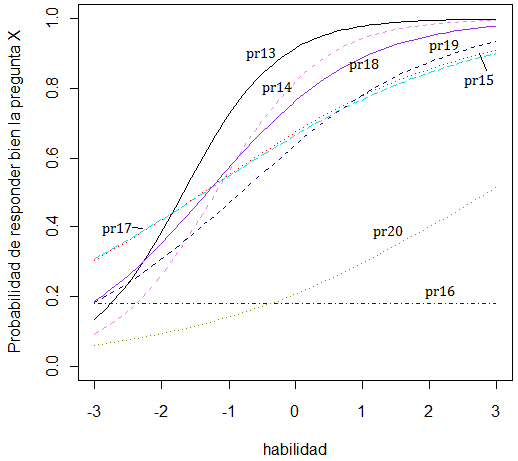 Probabilidad de responder bien la pregunta X
1.0
0.8
0.6
0.4
0.2
0.0
pr13
pr14
pr18
pr19
pr15
pr17
pr20
pr16
-3
-2
-1
0
1
2
3
habilidad